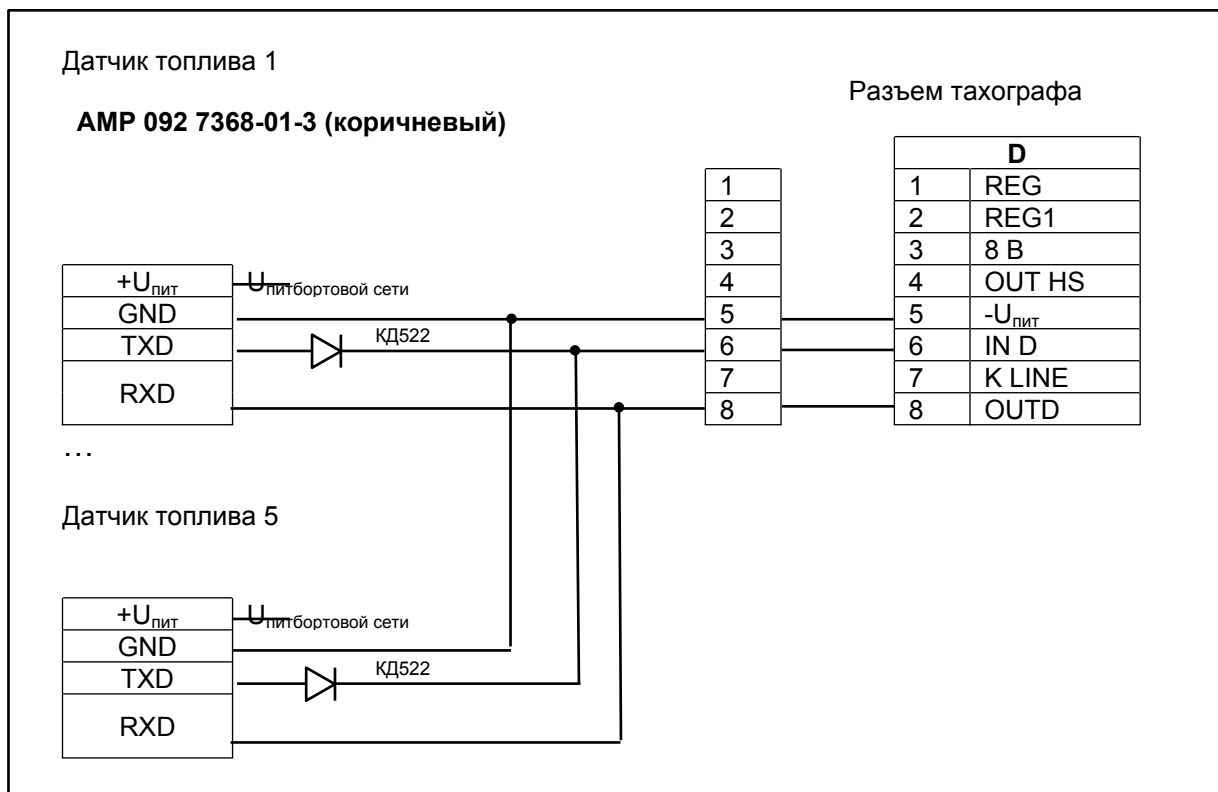 Датчик топлива 1
Разъем тахографа
AMP 092 7368-01-3 (коричневый)
D
1 1 REG
2 2 REG1
3 3 8 В
+Uпит Uпитбортовой сети 4 4 OUT HS
GND 5 5 -Uпит
TXD КД522 6 6 IN D
7 7 K LINE
RXD
8 8 OUTD
…
Датчик топлива 5
+Uпит Uпитбортовой сети
GND
TXD КД522
RXD